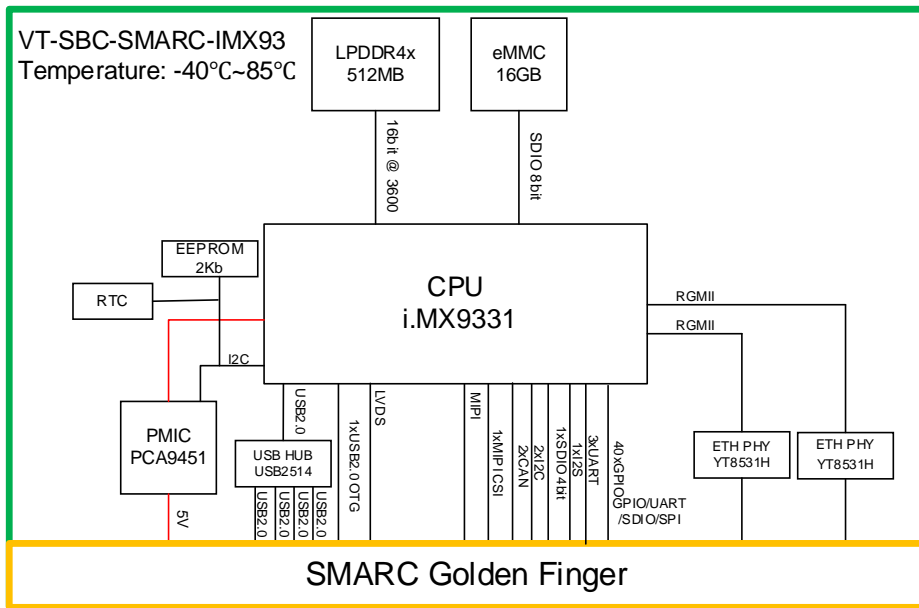 VT-SBC-SMARC-IMX93
Temperature: -40℃~85℃
LPDDR4x
512MB
eMMC
16GB
16bit @ 3600
SDIO 8bit
EEPROM
2Kb
RTC
CPU
i.MX9331
RGMII
RGMII
I2C
PMIC
PCA9451
5V
USB2.0
USB HUB
USB2514
USB2.0
USB2.0
USB2.0
USB2.0
1xUSB2.0 OTG
LVDS
MIPI
1xMIPI CSI
2xCAN
2xI2C
1xSDIO 4bit
1xI2S
3xUART
40xGPIO
GPIO/UART
/SDIO/SPI
ETH PHY
YT8531H
ETH PHY
YT8531H
SMARC Golden Finger